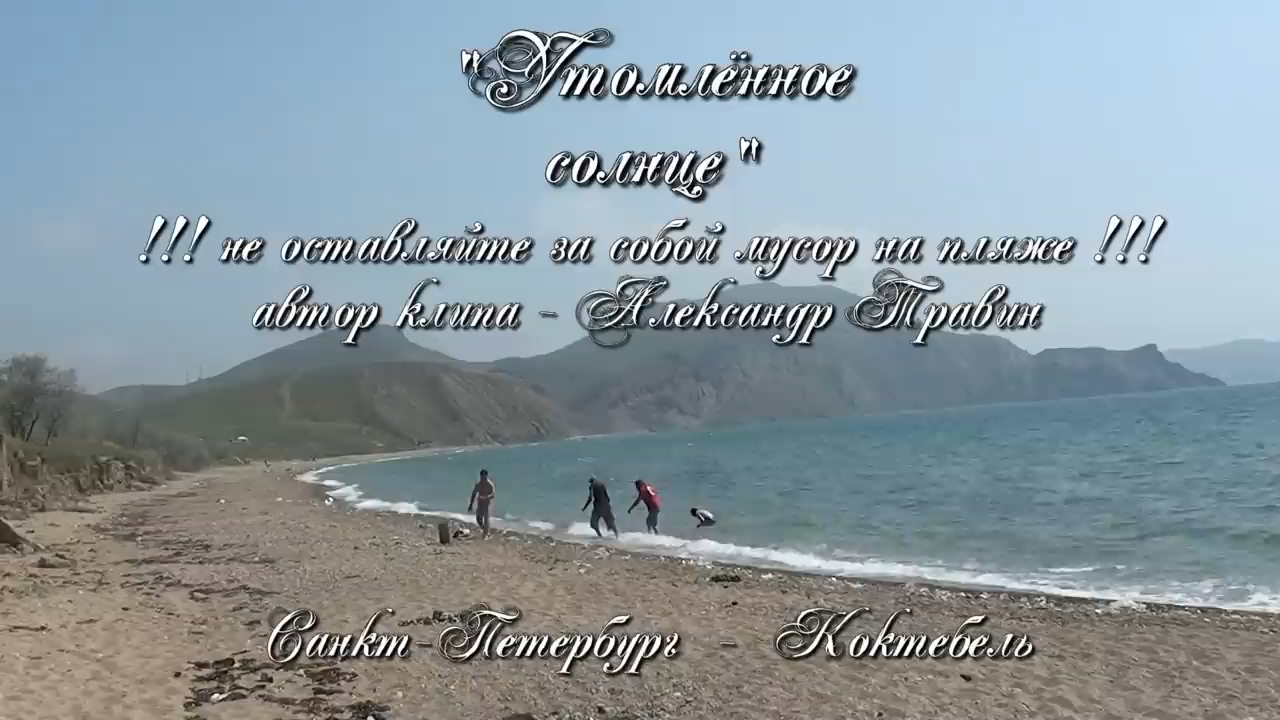 "Утомлённое
солнце"
!!! не оставляйте за собой мусор на пляже !!!
автор клипа - Александр Травин
Санкт-Петербург - Коктебель